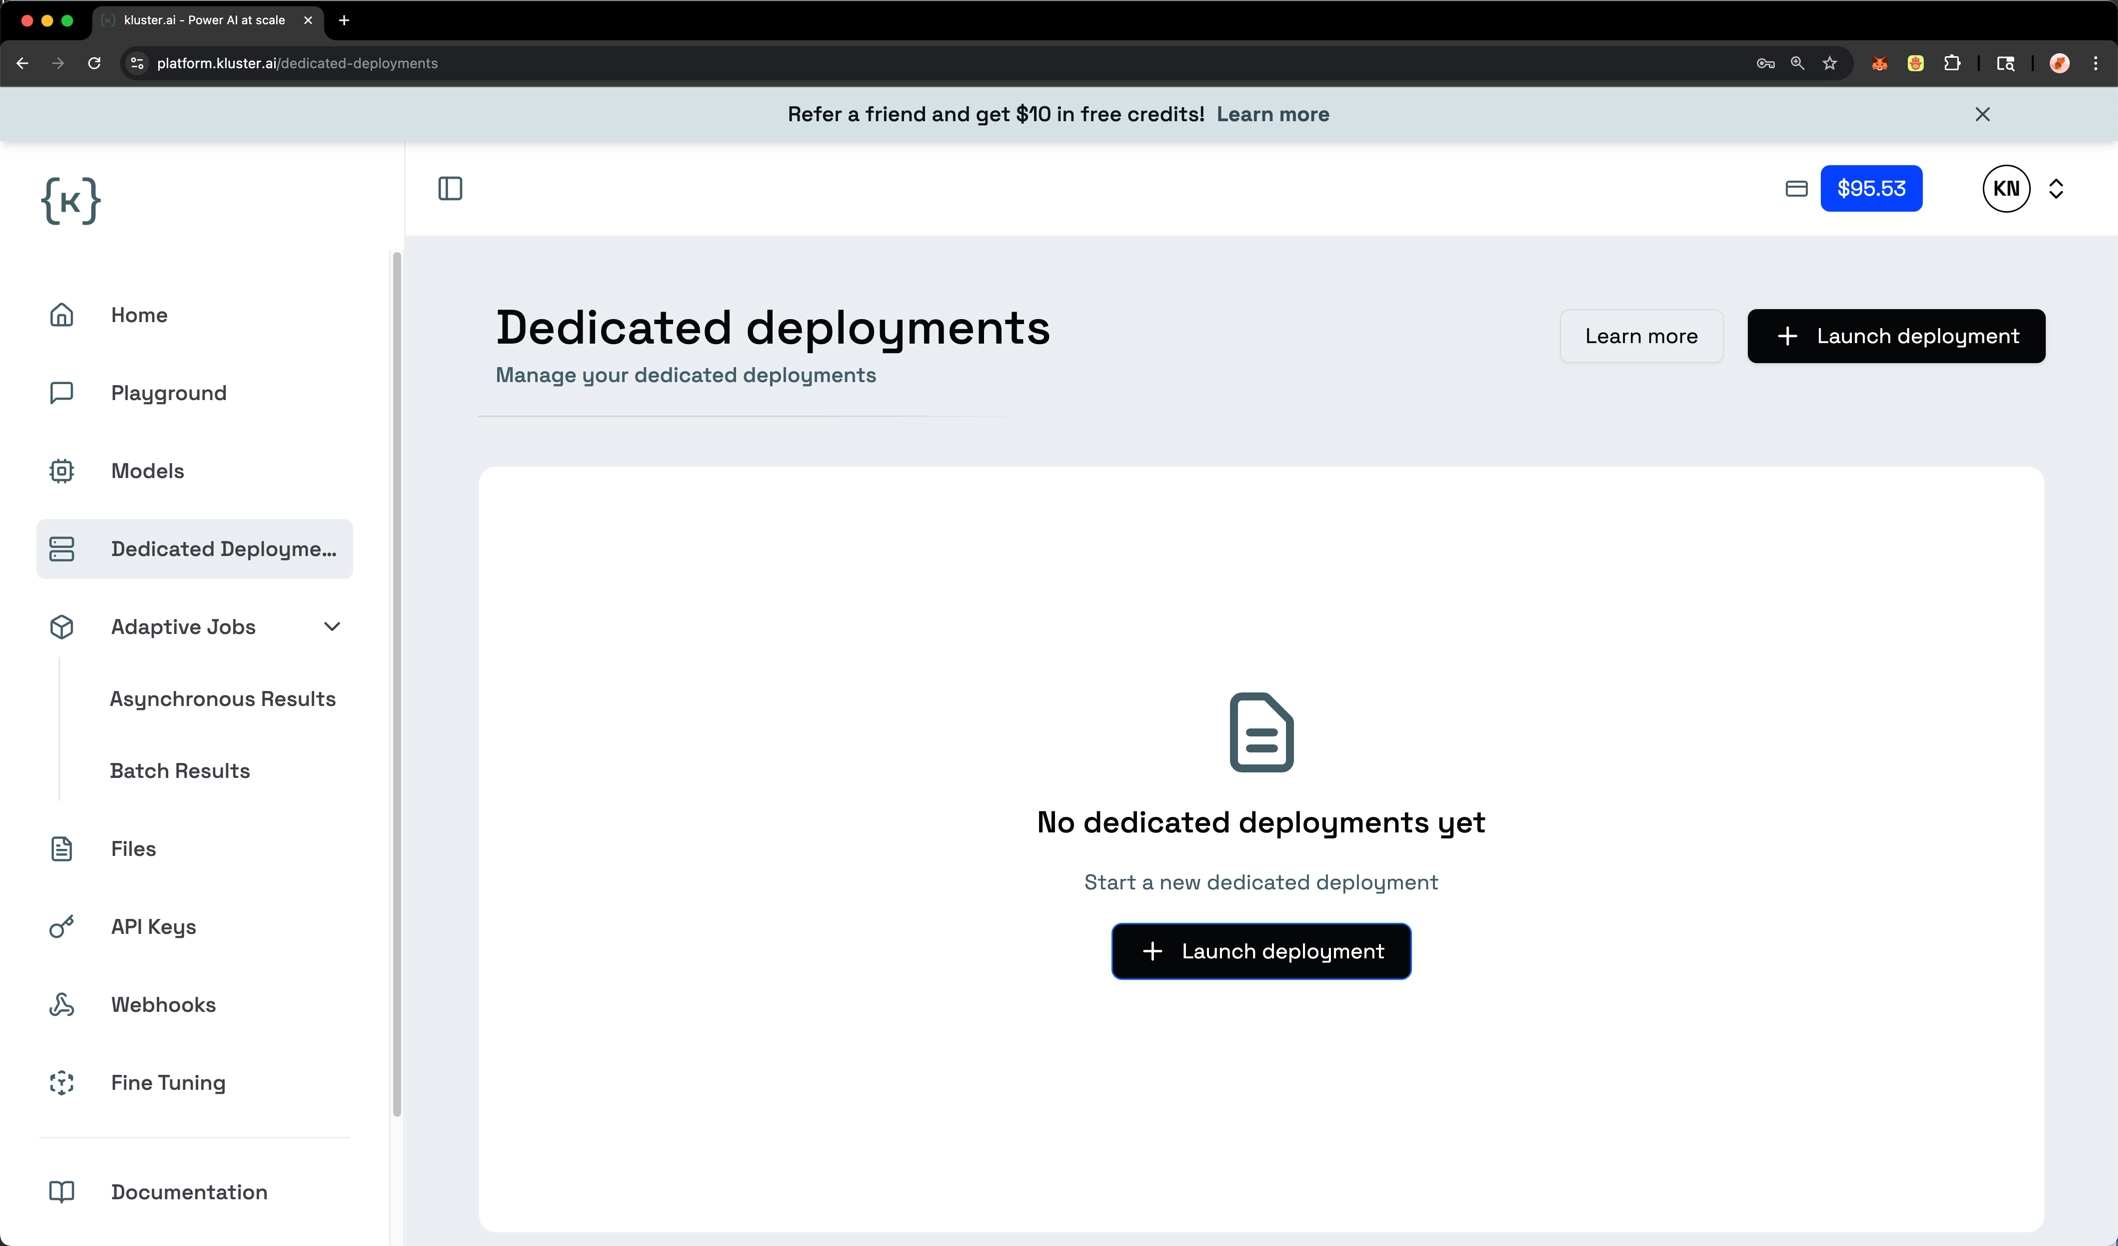 kluster.ai - Power AI at scale
platform.kluster.ai/dedicated-deployments
Refer a friend and get $10 in free credits! Learn more
{K}
$95.53
KN
Home
Playground
Models
Dedicated Deployme...
Adaptive Jobs
Asynchronous Results
Batch Results
Files
API Keys
Webhooks
Fine Tuning
Documentation
Dedicated deployments
Manage your dedicated deployments
Learn more
+ Launch deployment
No dedicated deployments yet
Start a new dedicated deployment
+ Launch deployment